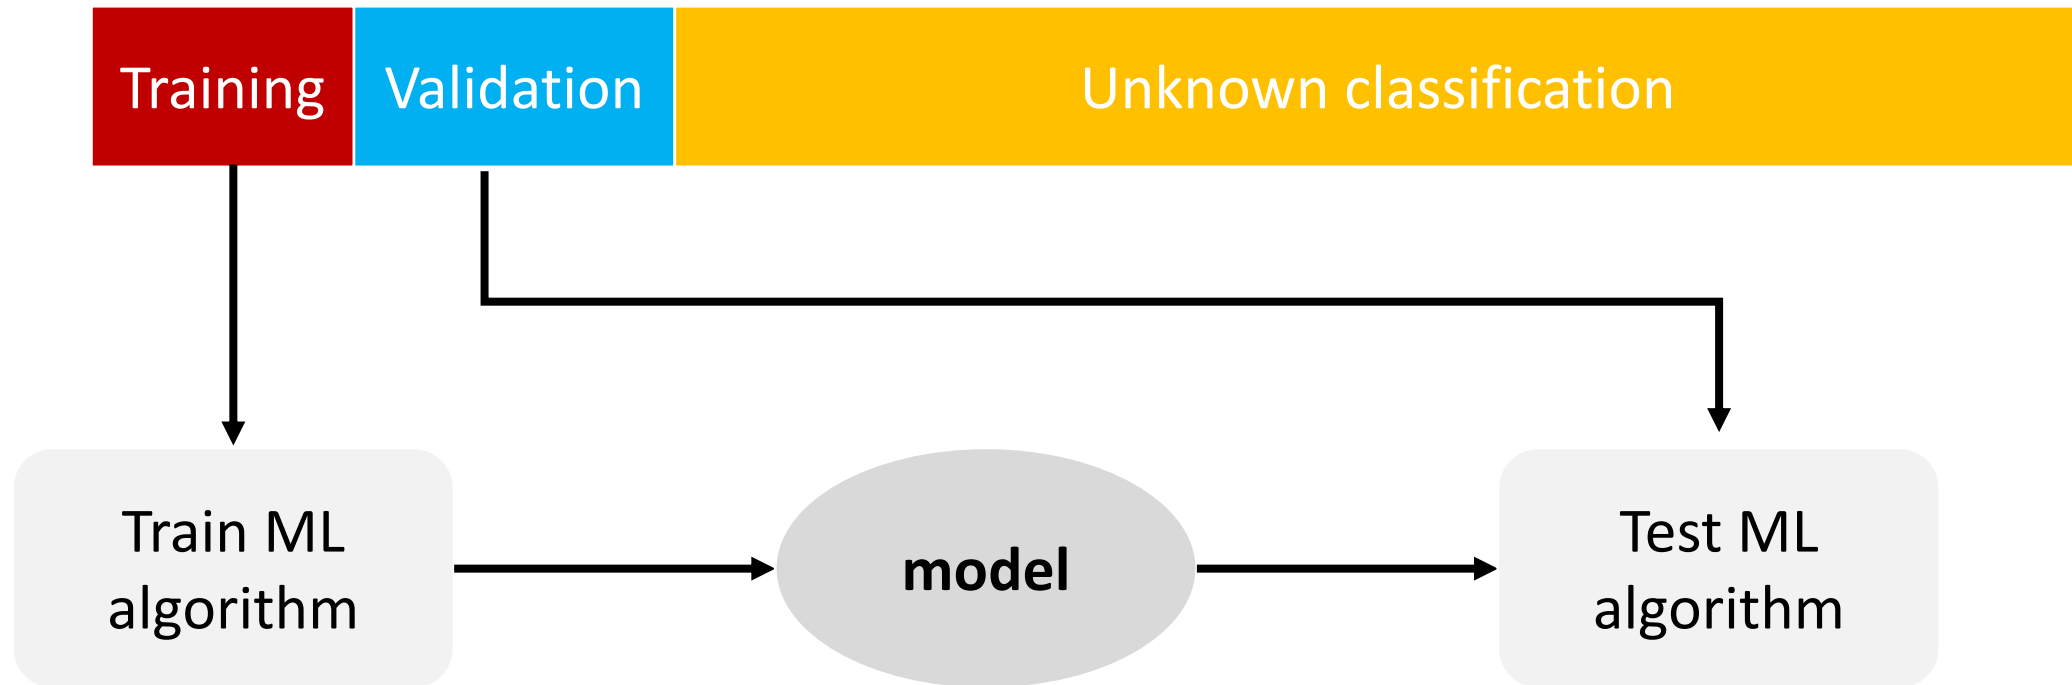 Training
Validation
Unknown classification
Train ML
algorithm
model
Test ML
algorithm